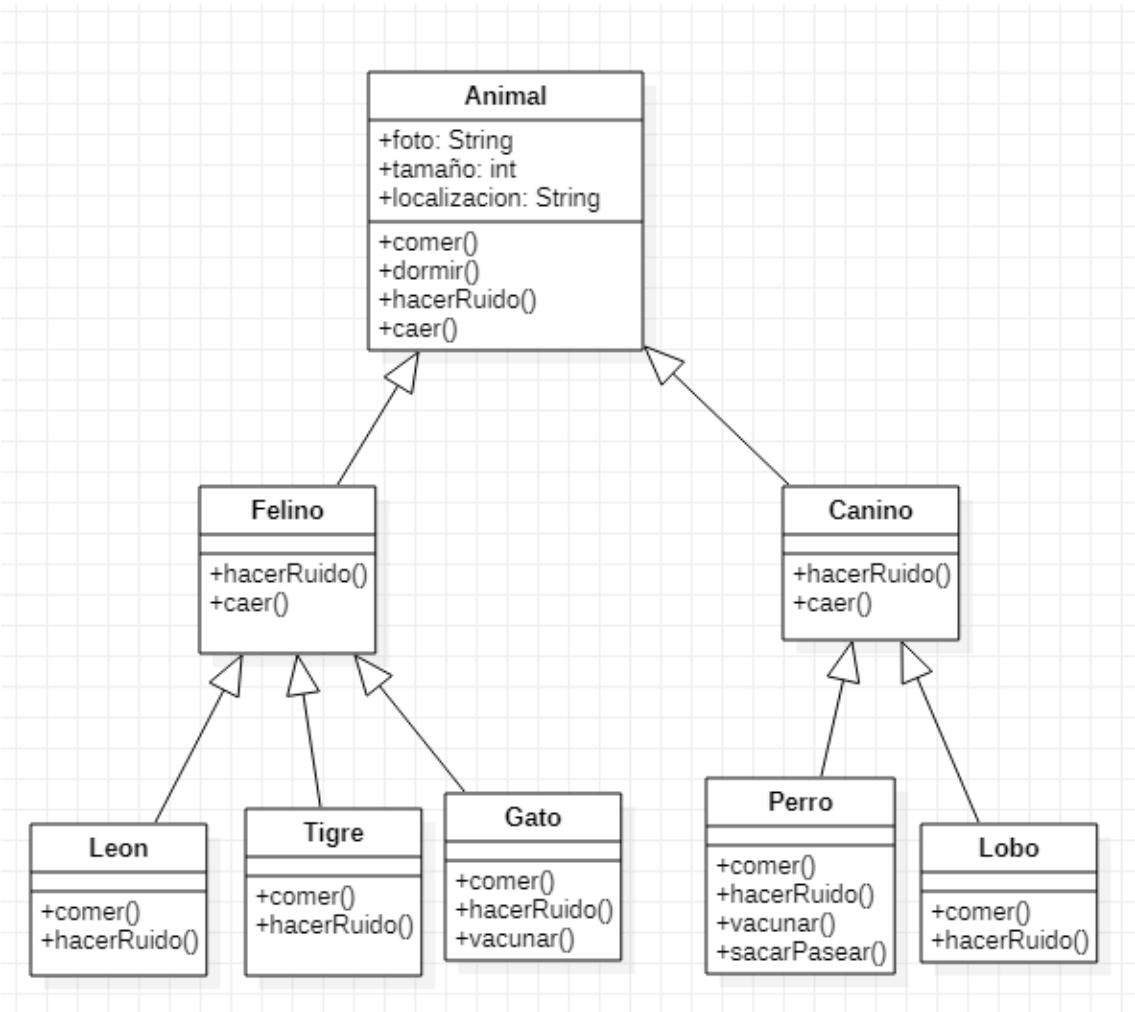 Animal
+foto: String
+tamaño: int
+localizacion: String
+comer()
+dormir()
+hacerRuido()
+caer()
Felino
+hacerRuido()
+caer()
Canino
+hacerRuido()
+caer()
Leon
+comer()
+hacerRuido()
Tigre
+comer()
+hacerRuido()
Gato
+comer()
+hacerRuido()
+vacunar()
Perro
+comer()
+hacerRuido()
+vacunar()
+sacarPasear()
Lobo
+comer()
+hacerRuido()